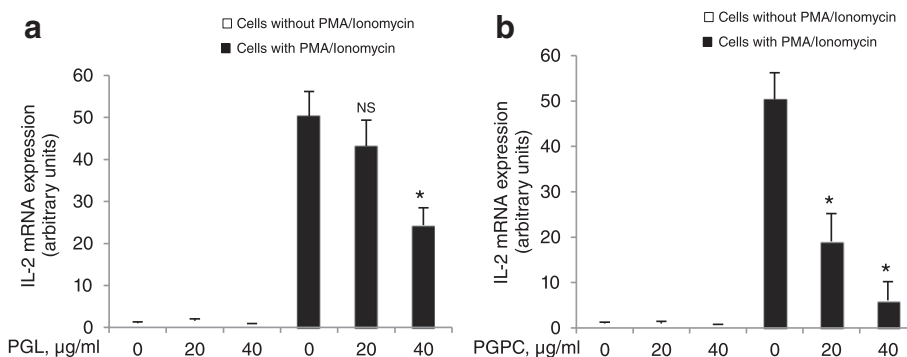 a
□ Cells without PMA/Ionomycin
■ Cells with PMA/Ionomycin
IL-2 mRNA expression
(arbitrary units)
60
50
40
30
20
10
0
NS
*
PGL, µg/ml 0 20 40 0 20 40
b
□ Cells without PMA/Ionomycin
■ Cells with PMA/Ionomycin
IL-2 mRNA expression
(arbitrary units)
60
50
40
30
20
10
0
*
*
PGPC, µg/ml 0 20 40 0 20 40